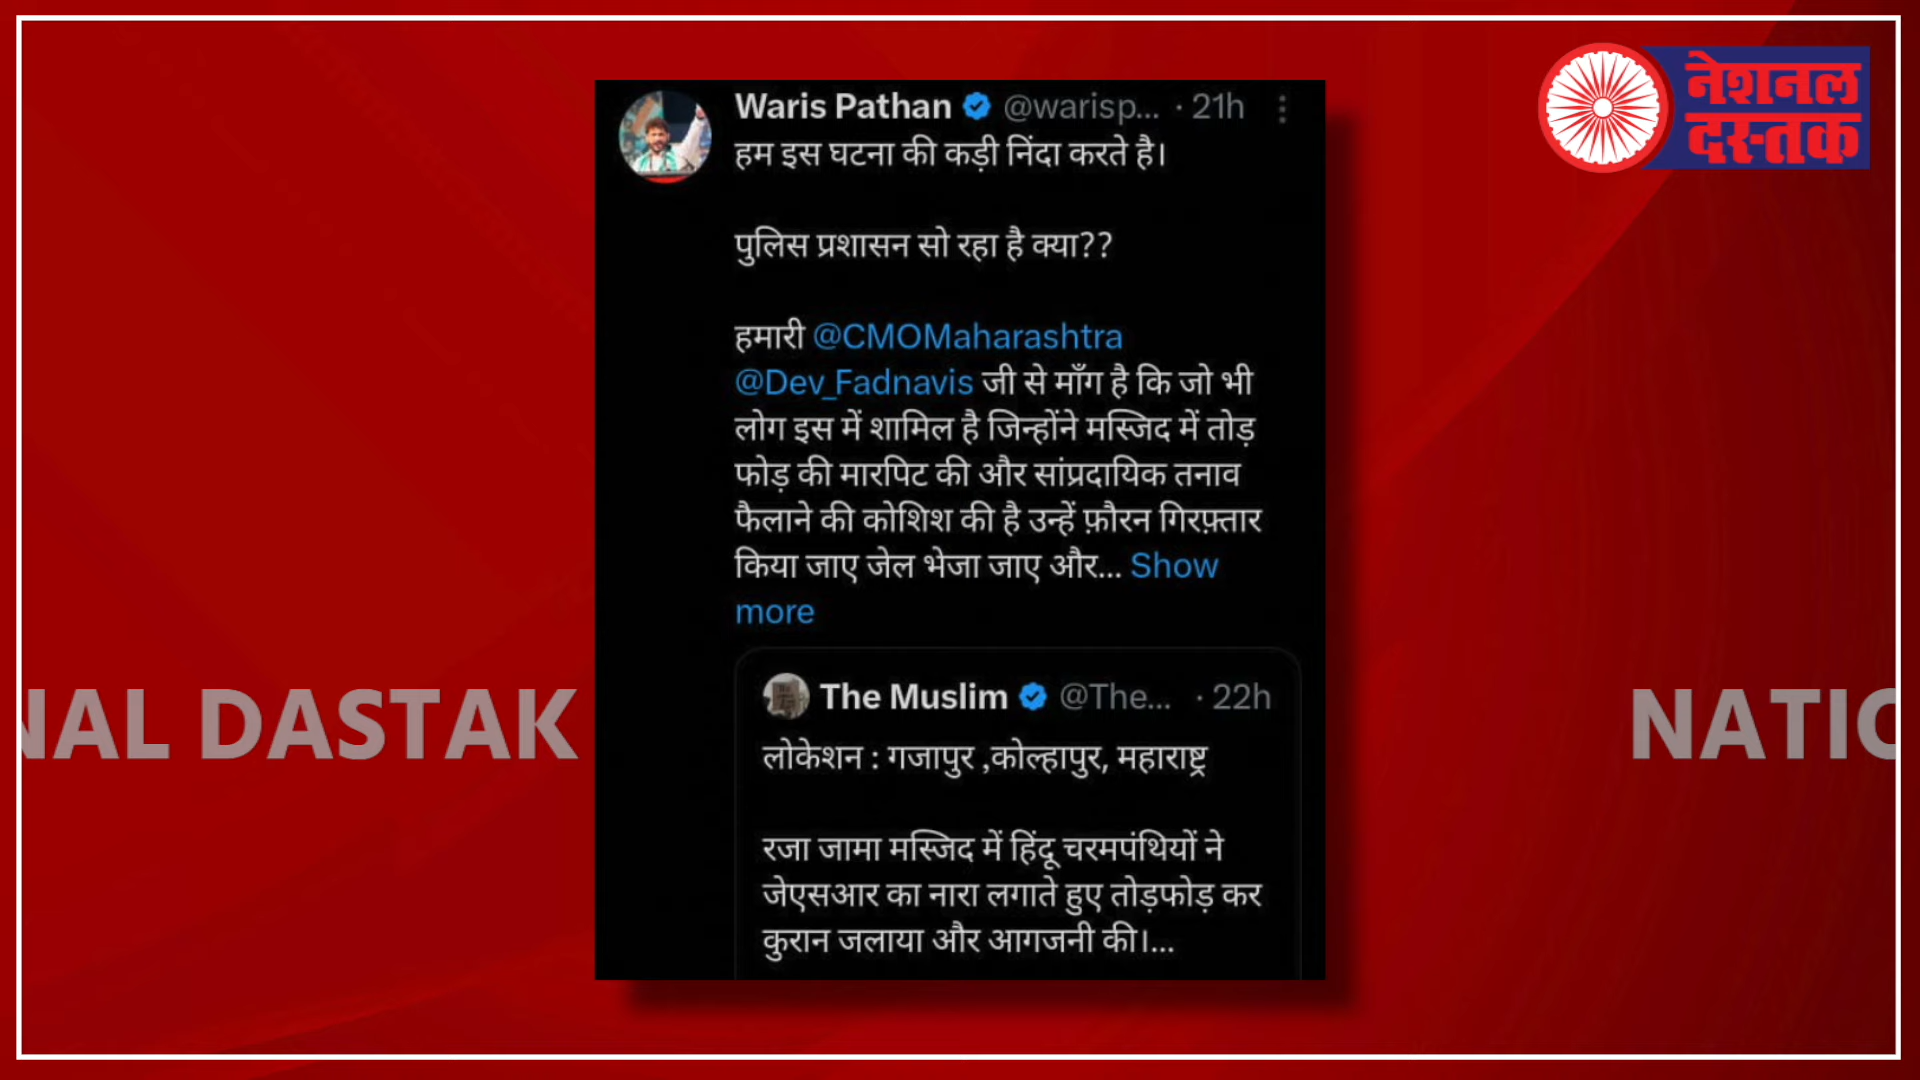 नेशनल
दस्तक
Waris Pathan @warisp... · 21h
हम इस घटना की कड़ी निंदा करते है।
पुलिस प्रशासन सो रहा है क्या??
हमारी @CMOMaharashtra
@Dev_Fadnavis जी से माँग है कि जो भी
लोग इस में शामिल है जिन्होंने मस्जिद में तोड़
फोड़ की मारपिट की और सांप्रदायिक तनाव
फैलाने की कोशिश की है उन्हें फ़ौरन गिरफ़्तार
किया जाए जेल भेजा जाए और... Show
more
The Muslim @The... · 22h
लोकेशन : गजापुर ,कोल्हापुर, महाराष्ट्र
रजा जामा मस्जिद में हिंदू चरमपंथियों ने
जेएसआर का नारा लगाते हुए तोड़फोड़ कर
कुरान जलाया और आगजनी की।...
NAL DASTAK
NATIO